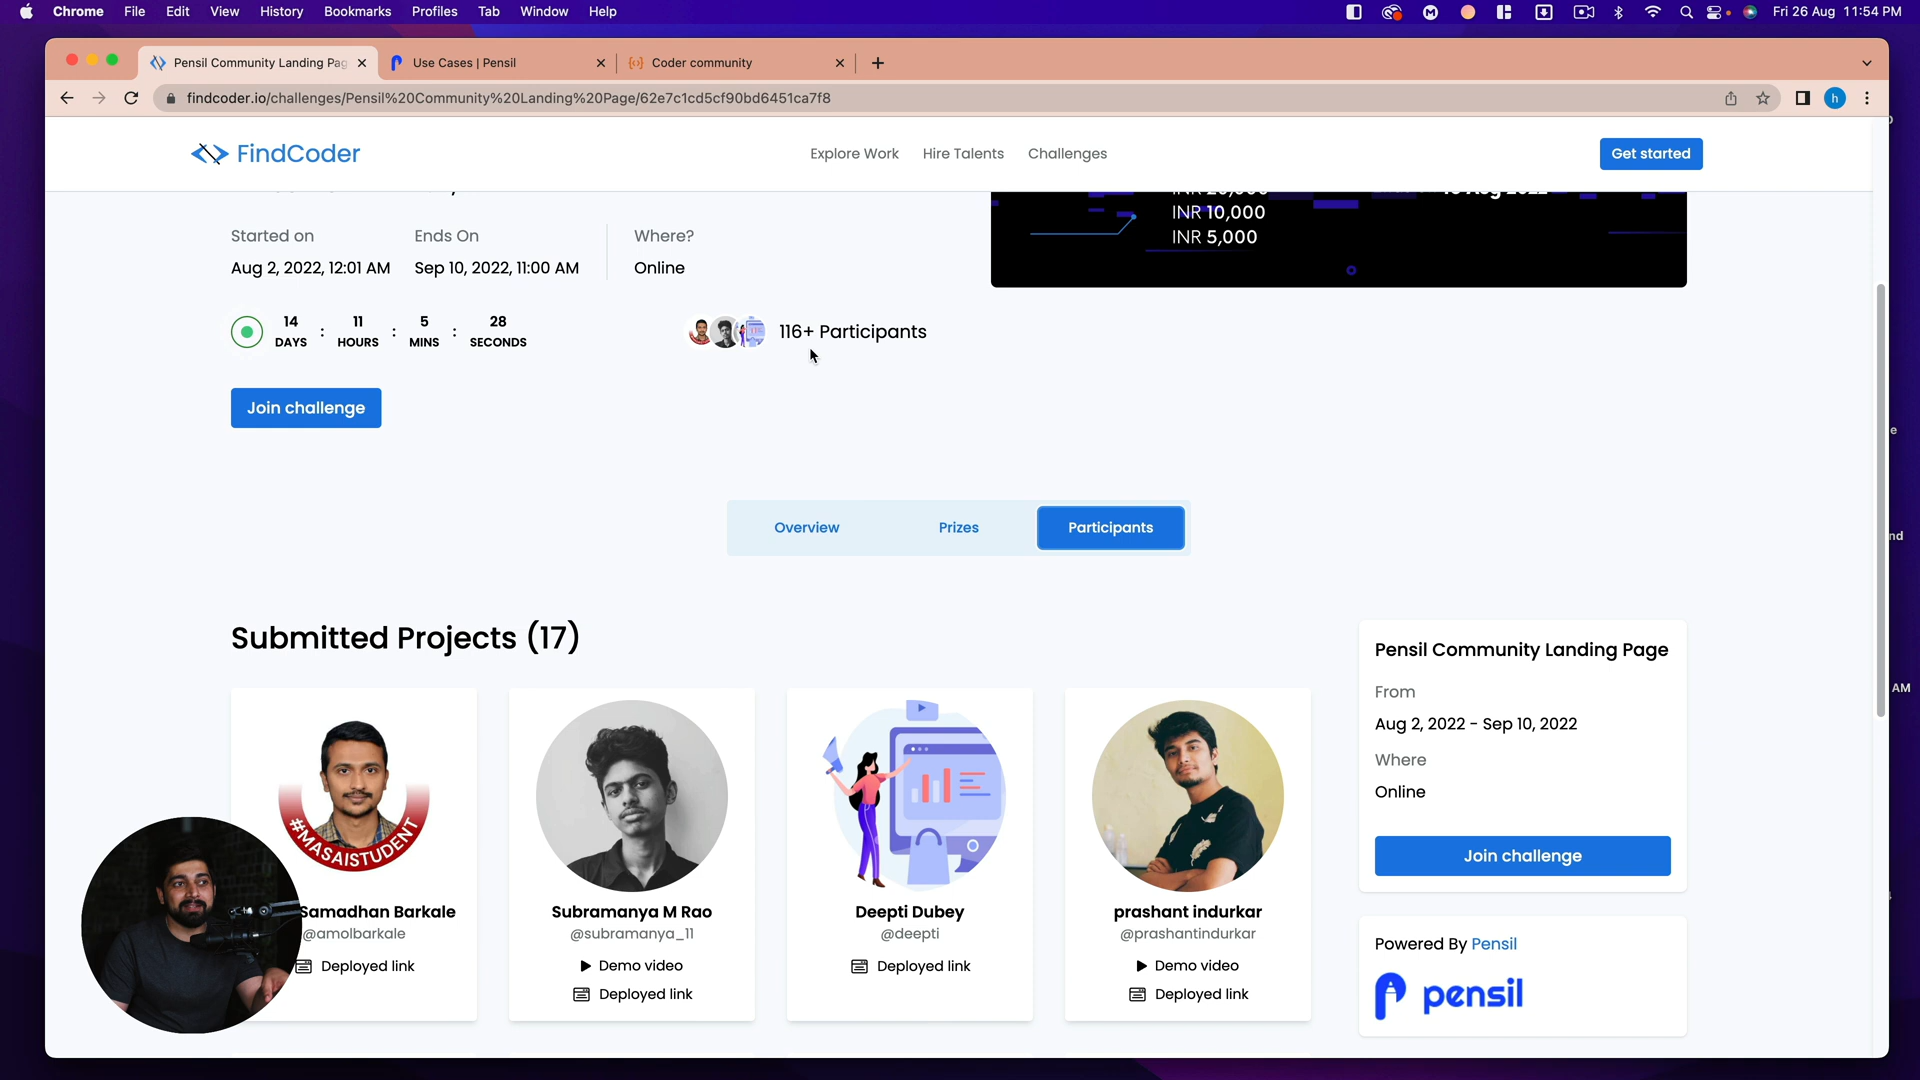 Chrome File Edit View History Bookmarks Profiles Tab Window Help
Fri 26 Aug 11:54 PM
Pensil Community Landing Pag
Use Cases | Pensil
Coder community
findcoder.io/challenges/Pensil%20Community%20Landing%20Page/62e7c1cd5cf90bd6451ca7f8
h
FindCoder
Explore Work Hire Talents Challenges
Get started
INR 10,000
INR 5,000
Started on
Aug 2, 2022, 12:01 AM
Ends On
Sep 10, 2022, 11:00 AM
Where?
Online
14 : 11 : 5 : 28
DAYS HOURS MINS SECONDS
116+ Participants
Join challenge
Overview Prizes Participants
Submitted Projects (17)
#MASAISTUDENT
Samadhan Barkale
@amolbarkale
Deployed link
Subramanya M Rao
@subramanya_11
Demo video
Deployed link
Deepti Dubey
@deepti
Deployed link
prashant indurkar
@prashantindurkar
Demo video
Deployed link
Pensil Community Landing Page
From
Aug 2, 2022 - Sep 10, 2022
Where
Online
Join challenge
Powered By Pensil
pensil
e
nd
AM